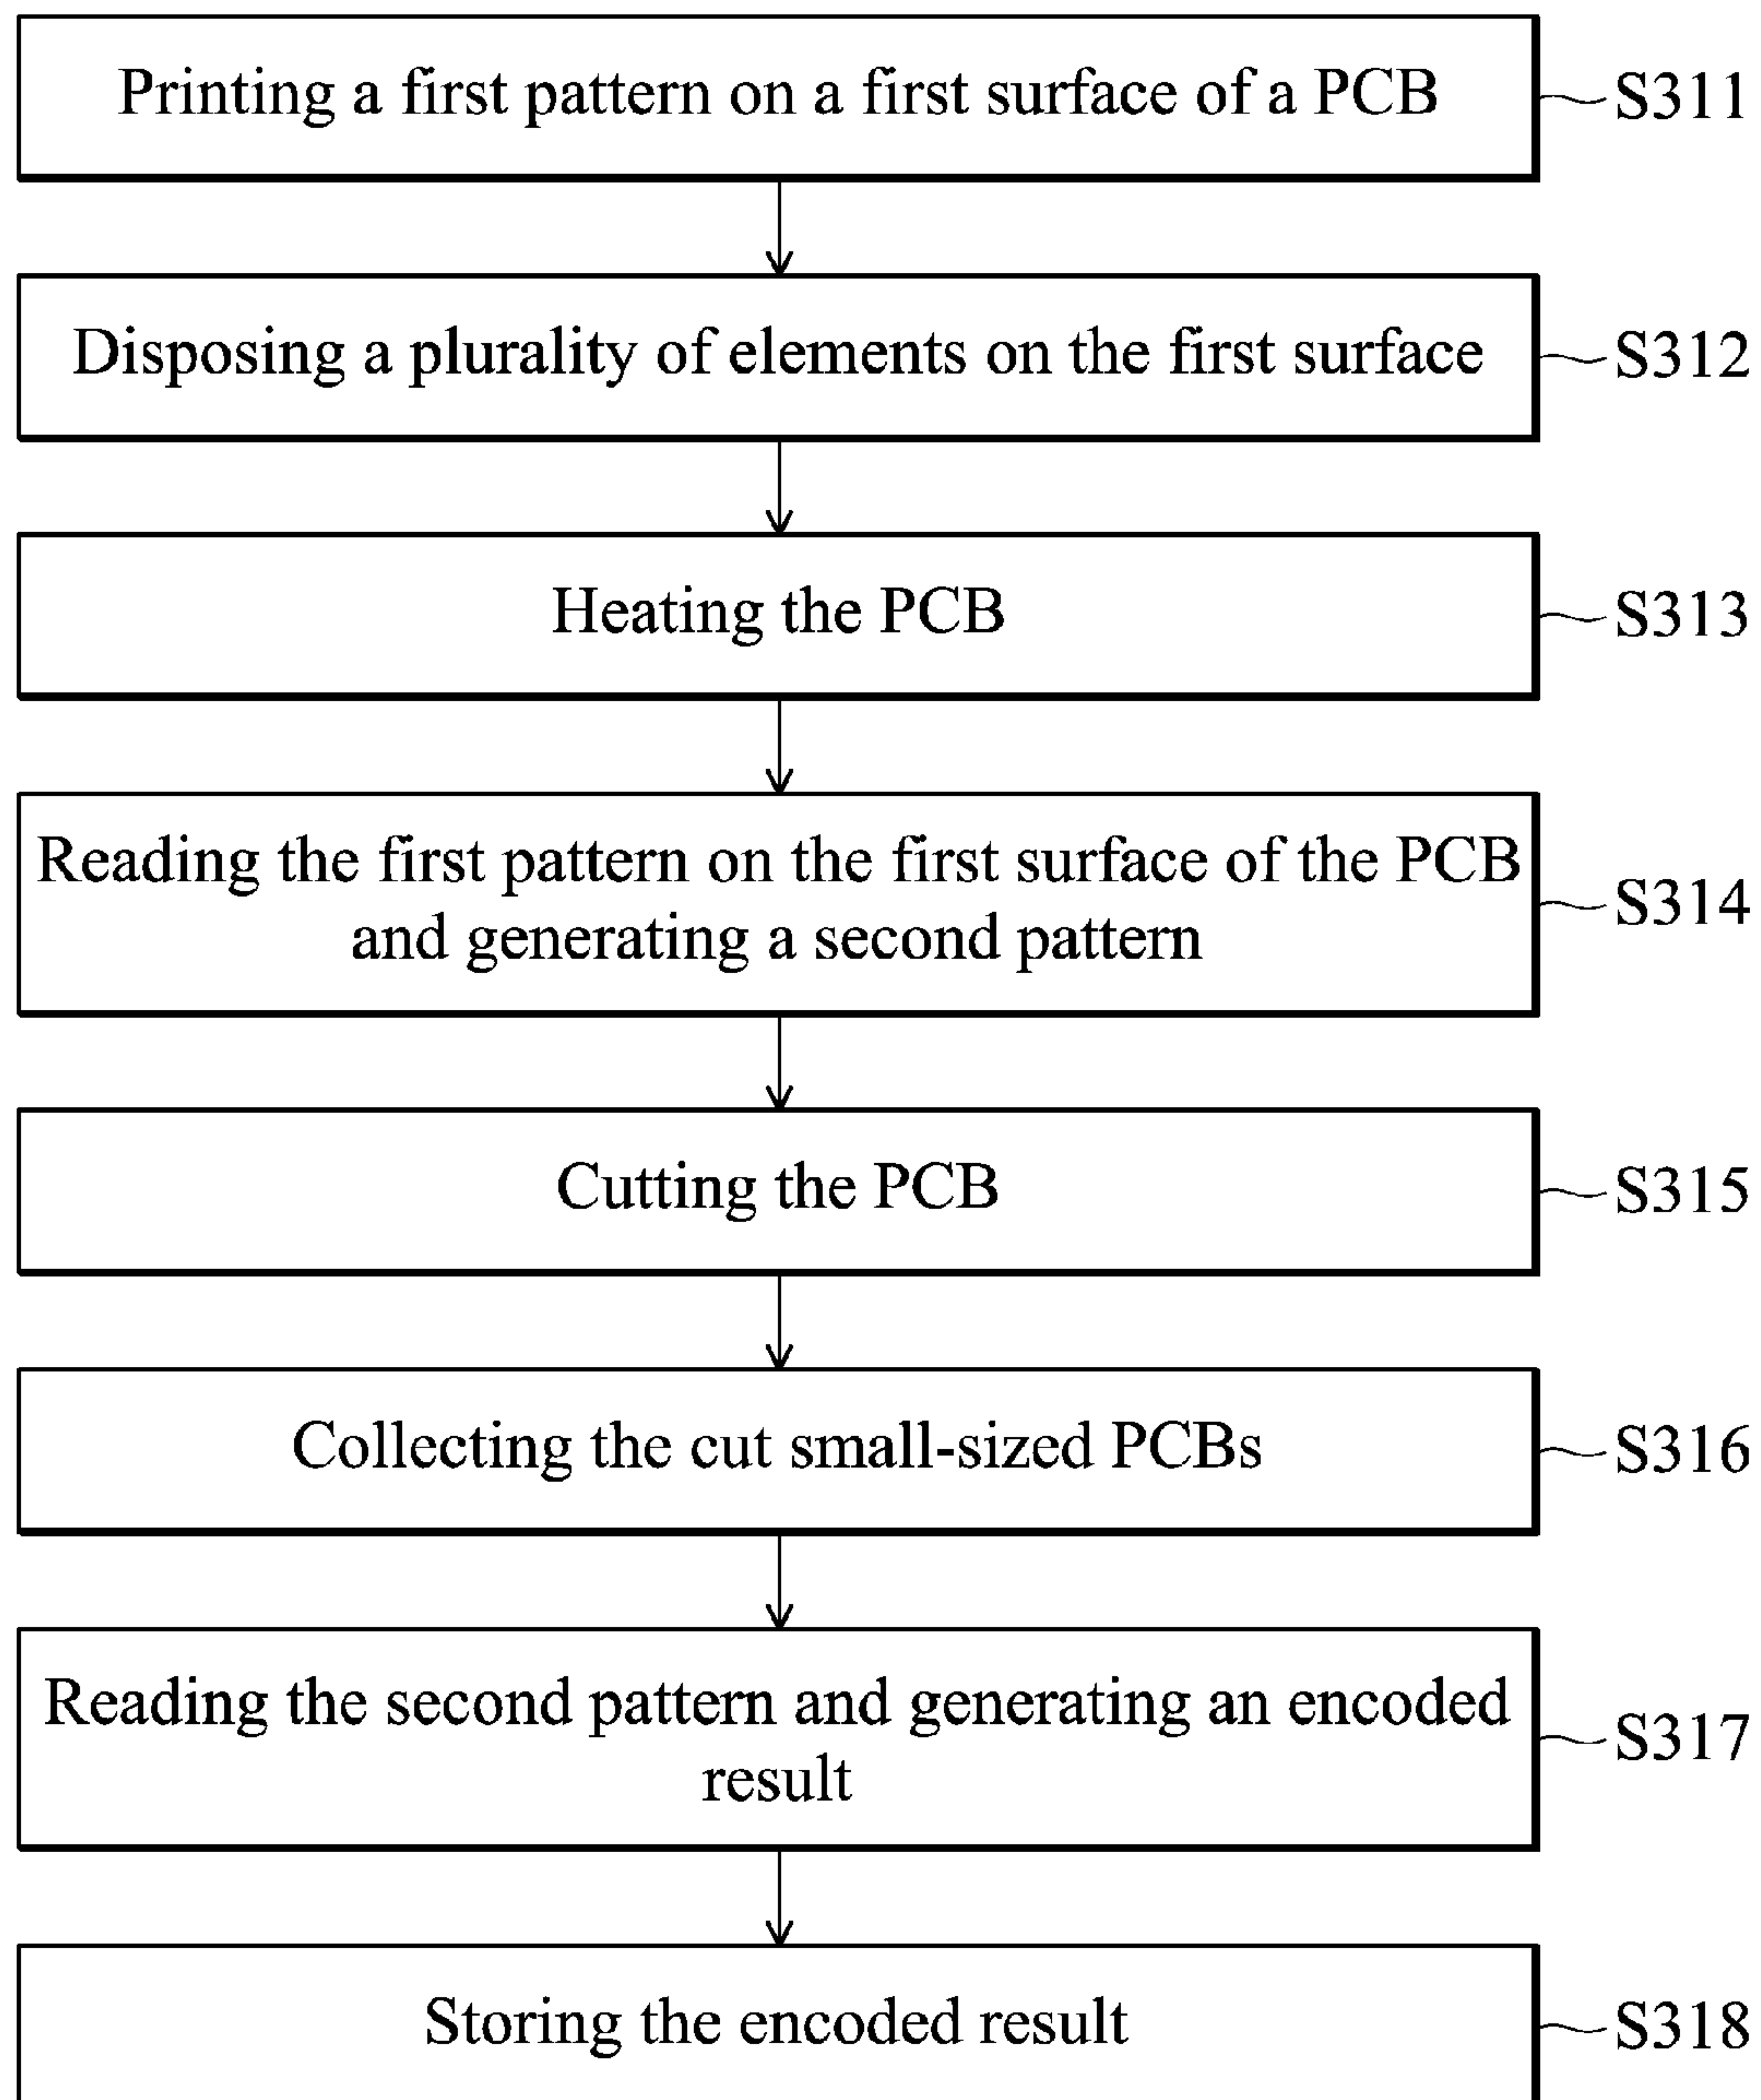 Printing a first pattern on a first surface of a PCB
S311
Disposing a plurality of elements on the first surface
S312
Heating the PCB
S313
Reading the first pattern on the first surface of the PCB
and generating a second pattern
S314
Cutting the PCB
S315
Collecting the cut small-sized PCBs
S316
Reading the second pattern and generating an encoded
result
S317
Storing the encoded result
S318